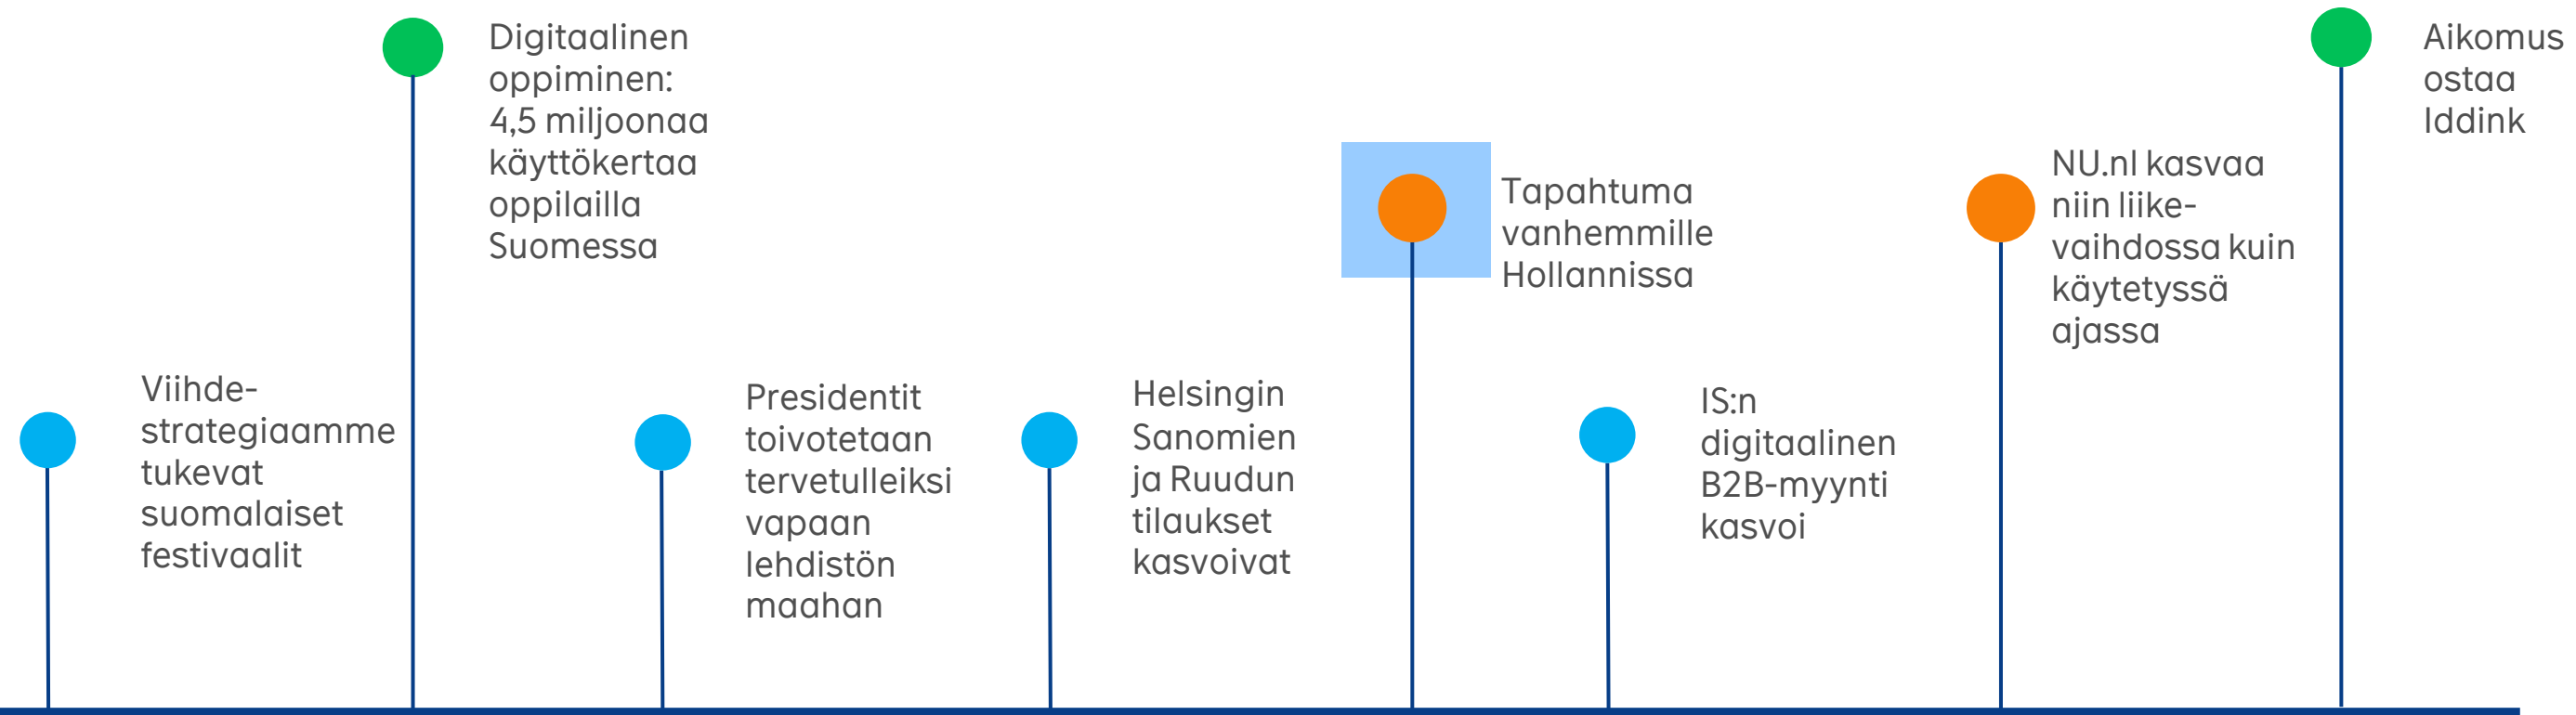 Viihde-
strategiaamme
tukevat
suomalaiset
festivaalit
Digitaalinen
oppiminen:
4,5 miljoonaa
käyttökertaa
oppilailla
Suomessa
Presidentit
toivotetaan
tervetulleiksi
vapaan
lehdistön
maahan
Helsingin
Sanomien
ja Ruudun
tilaukset
kasvoivat
Tapahtuma
vanhemmille
Hollannissa
IS:n
digitaalinen
B2B-myynti
kasvoi
NU.nl kasvaa
niin liike-
vaihdossa kuin
käytetyssä
ajassa
Aikomus
ostaa
Iddink